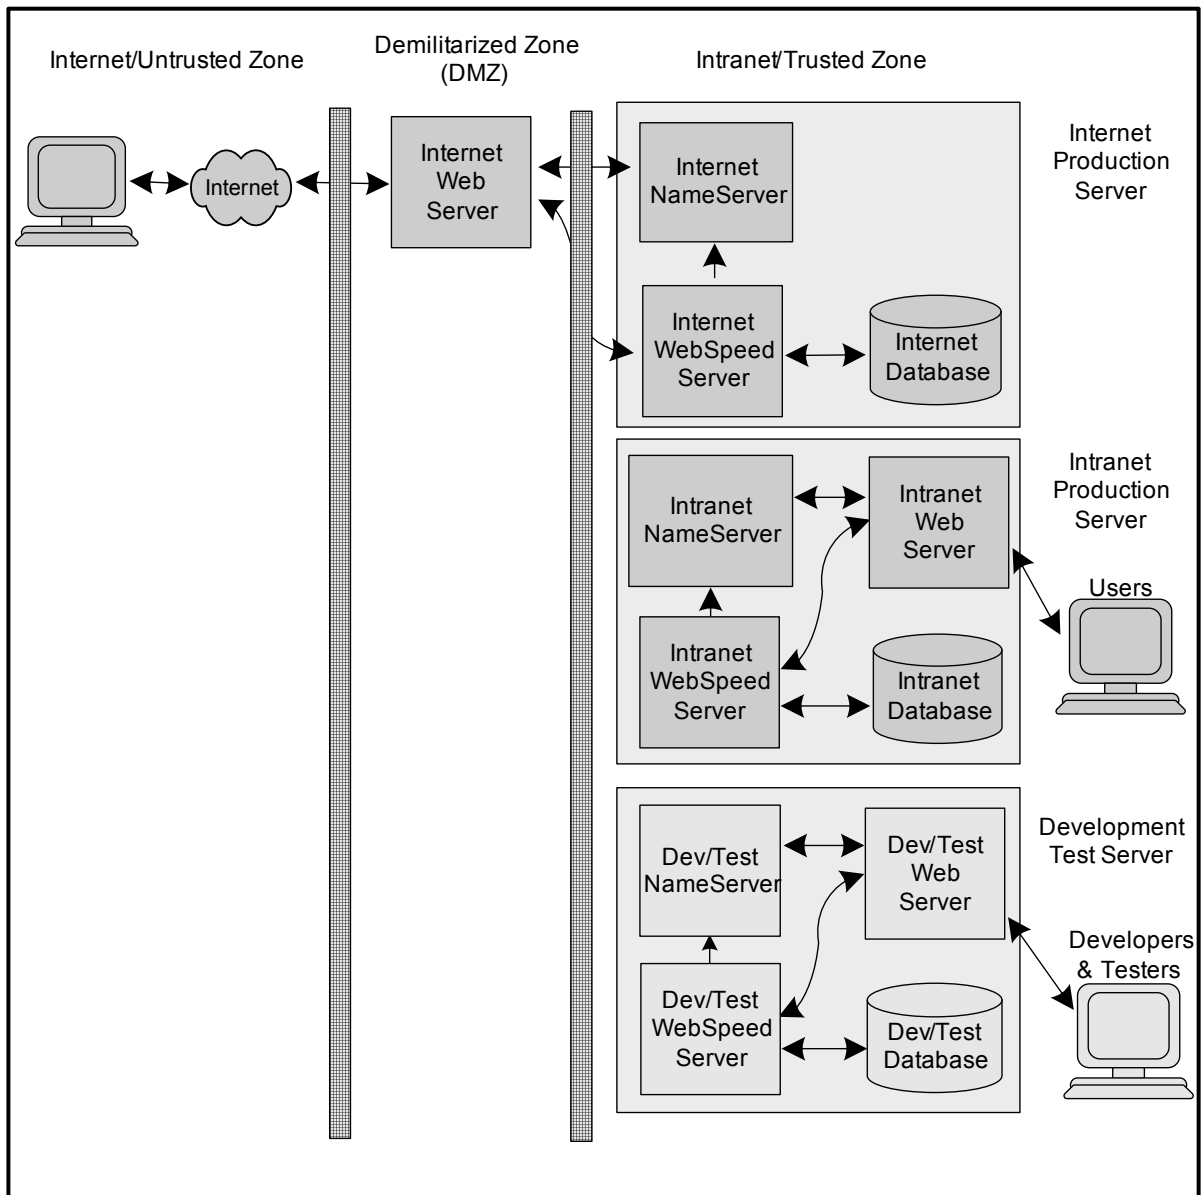 Internet/Untrusted Zone
Demilitarized Zone
(DMZ)
Intranet/Trusted Zone
Internet
Internet
Web
Server
Internet
NameServer
Internet
WebSpeed
Server
Internet
Database
Internet
Production
Server
Intranet
NameServer
Intranet
Web
Server
Intranet
WebSpeed
Server
Intranet
Database
Intranet
Production
Server
Users
Dev/Test
NameServer
Dev/Test
Web
Server
Dev/Test
WebSpeed
Server
Dev/Test
Database
Development
Test Server
Developers
& Testers